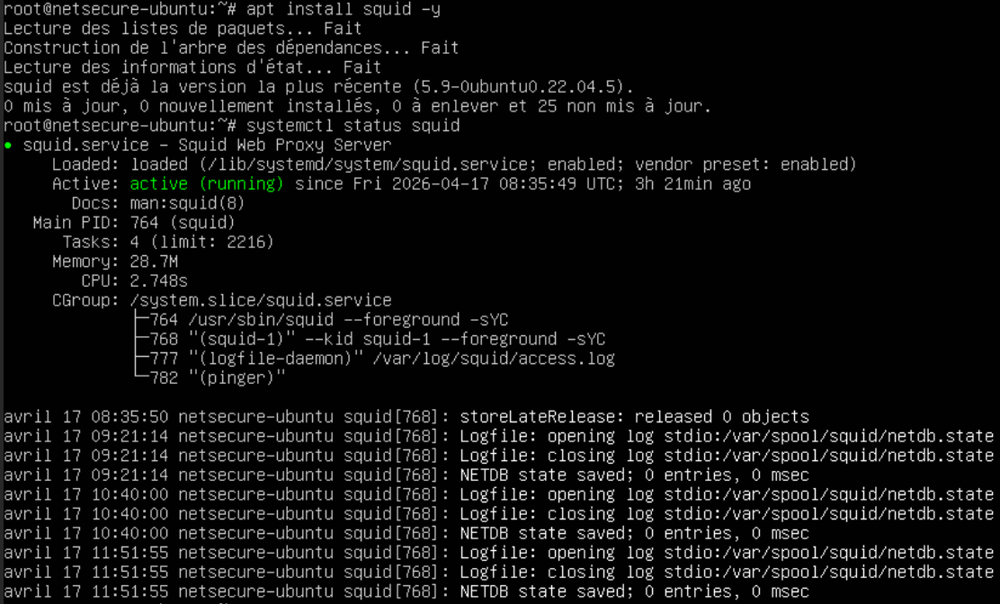 root@netsecure-ubuntu:~# apt install squid -y
Lecture des listes de paquets... Fait
Construction de l'arbre des dépendances... Fait
Lecture des informations d'état... Fait
squid est déjà la version la plus récente (5.9-0ubuntu0.22.04.5).
0 mis à jour, 0 nouvellement installés, 0 à enlever et 25 non mis à jour.
root@netsecure-ubuntu:~# systemctl status squid
● squid.service - Squid Web Proxy Server
     Loaded: loaded (/lib/systemd/system/squid.service; enabled; vendor preset: enabled)
     Active: active (running) since Fri 2026-04-17 08:35:49 UTC; 3h 21min ago
       Docs: man:squid(8)
   Main PID: 764 (squid)
      Tasks: 4 (limit: 2216)
     Memory: 28.7M
        CPU: 2.748s
     CGroup: /system.slice/squid.service
             ├─764 /usr/sbin/squid --foreground -sYC
             ├─768 "(squid-1)" --kid squid-1 --foreground -sYC
             ├─777 "(logfile-daemon)" /var/log/squid/access.log
             └─782 "(pinger)"
avril 17 08:35:50 netsecure-ubuntu squid[768]: storeLateRelease: released 0 objects
avril 17 09:21:14 netsecure-ubuntu squid[768]: Logfile: opening log stdio:/var/spool/squid/netdb.state
avril 17 09:21:14 netsecure-ubuntu squid[768]: Logfile: closing log stdio:/var/spool/squid/netdb.state
avril 17 09:21:14 netsecure-ubuntu squid[768]: NETDB state saved; 0 entries, 0 msec
avril 17 10:40:00 netsecure-ubuntu squid[768]: Logfile: opening log stdio:/var/spool/squid/netdb.state
avril 17 10:40:00 netsecure-ubuntu squid[768]: Logfile: closing log stdio:/var/spool/squid/netdb.state
avril 17 10:40:00 netsecure-ubuntu squid[768]: NETDB state saved; 0 entries, 0 msec
avril 17 11:51:55 netsecure-ubuntu squid[768]: Logfile: opening log stdio:/var/spool/squid/netdb.state
avril 17 11:51:55 netsecure-ubuntu squid[768]: Logfile: closing log stdio:/var/spool/squid/netdb.state
avril 17 11:51:55 netsecure-ubuntu squid[768]: NETDB state saved; 0 entries, 0 msec